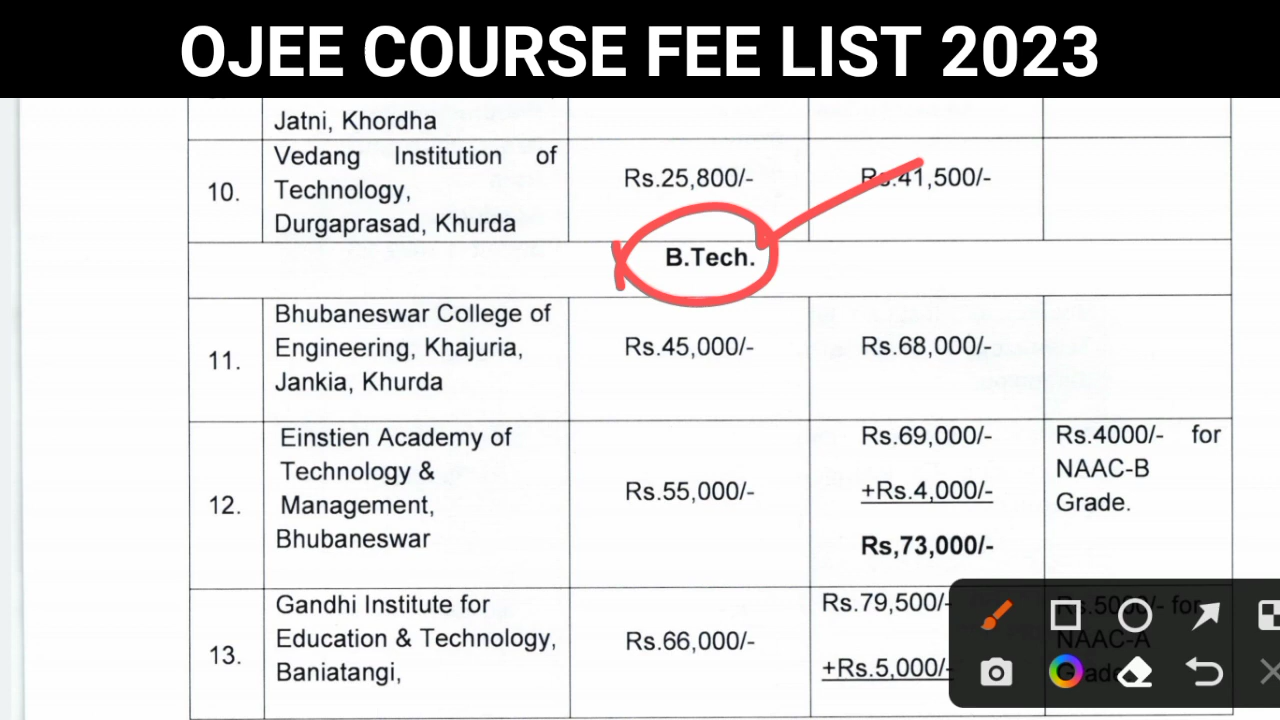 OJEE COURSE FEE LIST 2023
Jatni, Khordha
10.
Vedang Institution of
Technology,
Durgaprasad, Khurda
Rs.25,800/-
Rs.41,500/-
B.Tech.
11.
Bhubaneswar College of
Engineering, Khajuria,
Jankia, Khurda
Rs.45,000/-
Rs.68,000/-
12.
Einstien Academy of
Technology &
Management,
Bhubaneswar
Rs.55,000/-
Rs.69,000/-
+Rs.4,000/-
Rs,73,000/-
Rs.4000/- for
NAAC-B
Grade.
13.
Gandhi Institute for
Education & Technology,
Baniatangi,
Rs.66,000/-
Rs.79,500/-
+Rs.5,000/-
Rs.5000/- for
NAAC-A
Grade